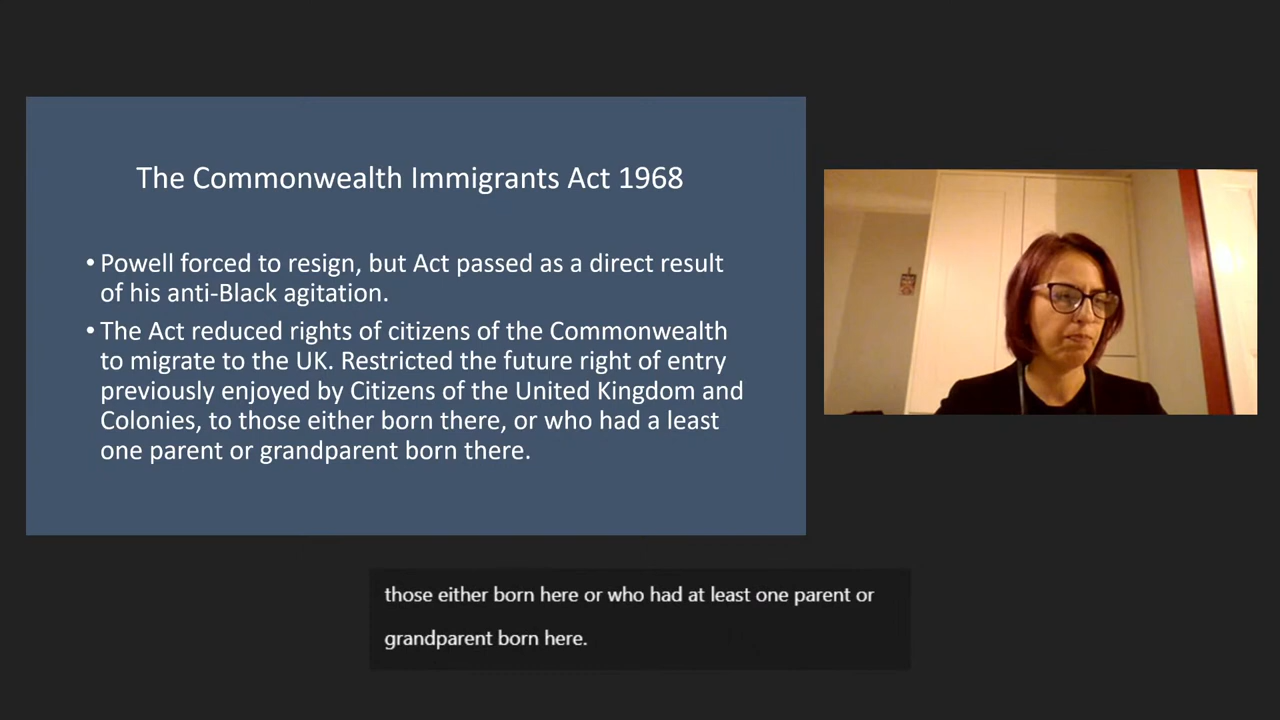 The Commonwealth Immigrants Act 1968
• Powell forced to resign, but Act passed as a direct result
of his anti-Black agitation.
• The Act reduced rights of citizens of the Commonwealth
to migrate to the UK. Restricted the future right of entry
previously enjoyed by Citizens of the United Kingdom and
Colonies, to those either born there, or who had a least
one parent or grandparent born there.
those either born here or who had at least one parent or
grandparent born here.